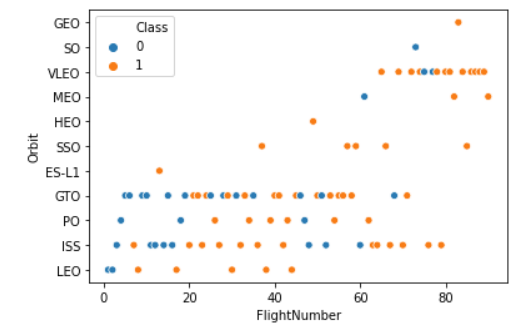 Class
0
1
GEO
SO
VLEO
MEO
HEO
SSO
ES-L1
GTO
PO
ISS
LEO
Orbit
0
20
40
60
80
FlightNumber